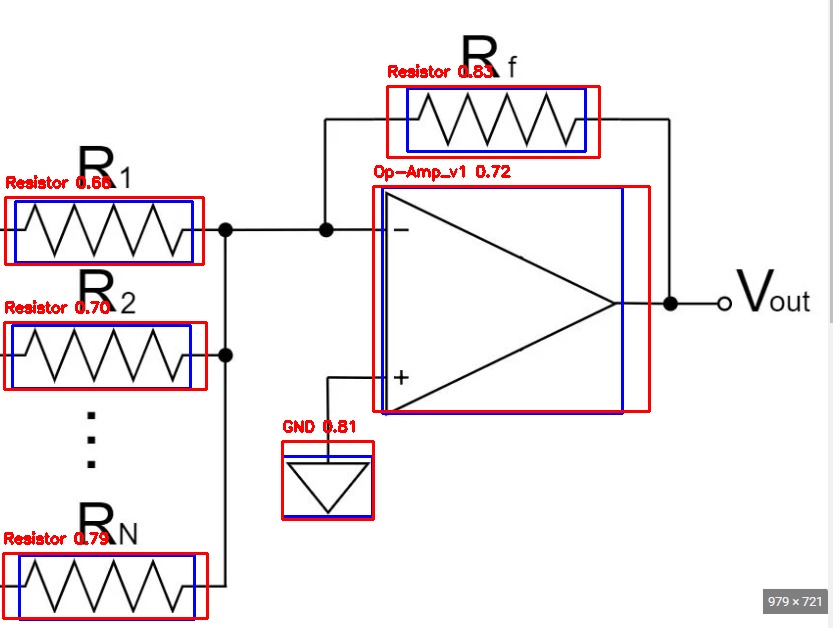 R f
Resistor 0.83
Op-Amp_v1 0.72
R1
Resistor 0.68
−
R2
Resistor 0.70
Vout
+
GND 0.81
RN
Resistor 0.79
979 × 721